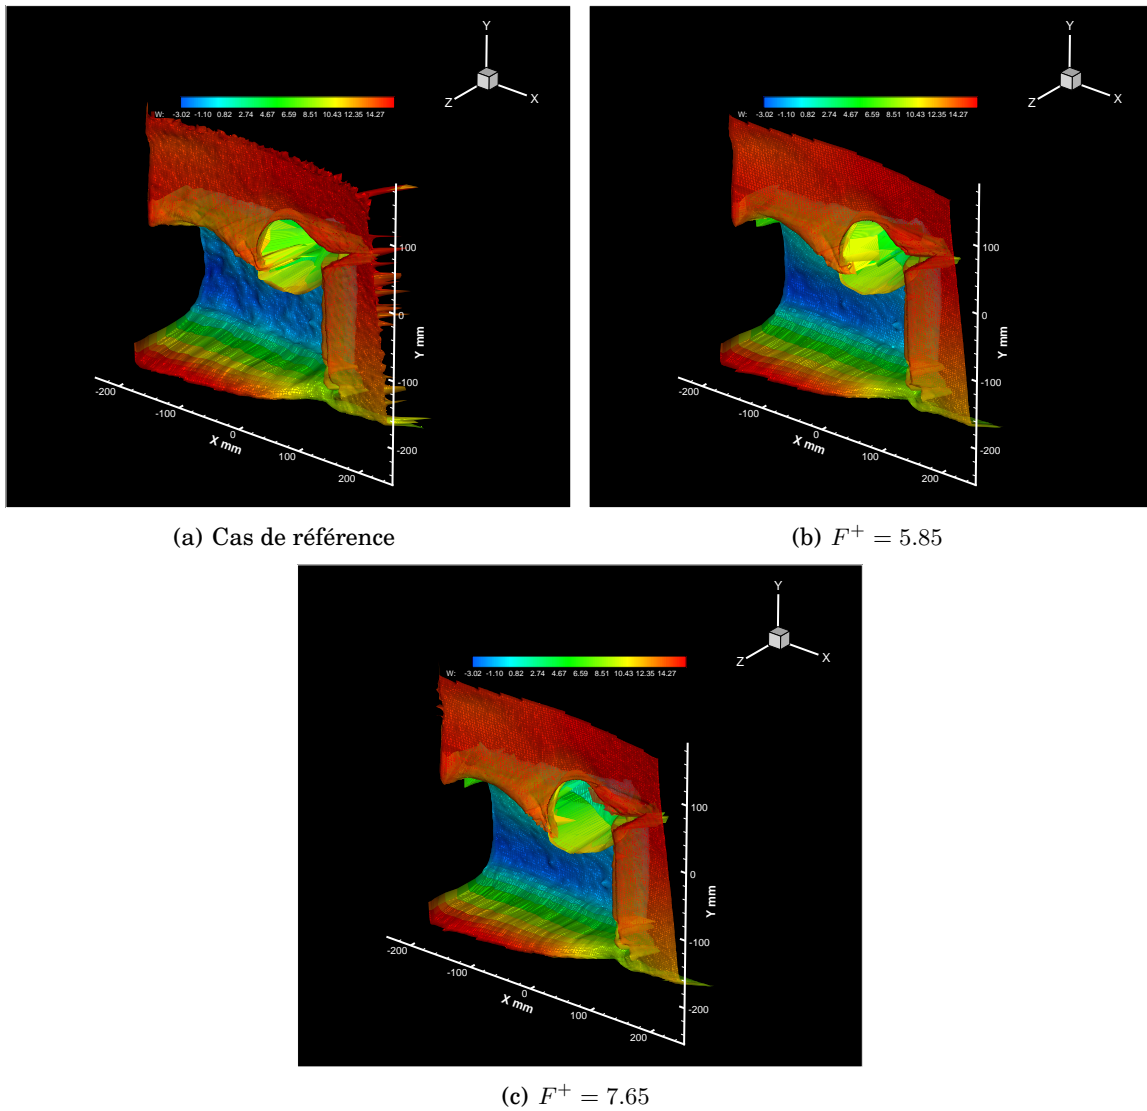 Y
Z
X
W: -3.02 -1.10 0.82 2.74 4.67 6.59 8.51 10.43 12.35 14.27
100
0
Y mm
-100
-200
-200
-100
0
X mm
100
200
(a) Cas de référence
Y
Z
X
W: -3.02 -1.10 0.82 2.74 4.67 6.59 8.51 10.43 12.35 14.27
100
0
Y mm
-100
-200
-200
-100
0
X mm
100
200
(b) F+ = 5.85
Y
Z
X
W: -3.02 -1.10 0.82 2.74 4.67 6.59 8.51 10.43 12.35 14.27
100
0
Y mm
-100
-200
-200
-100
0
X mm
100
200
(c) F+ = 7.65